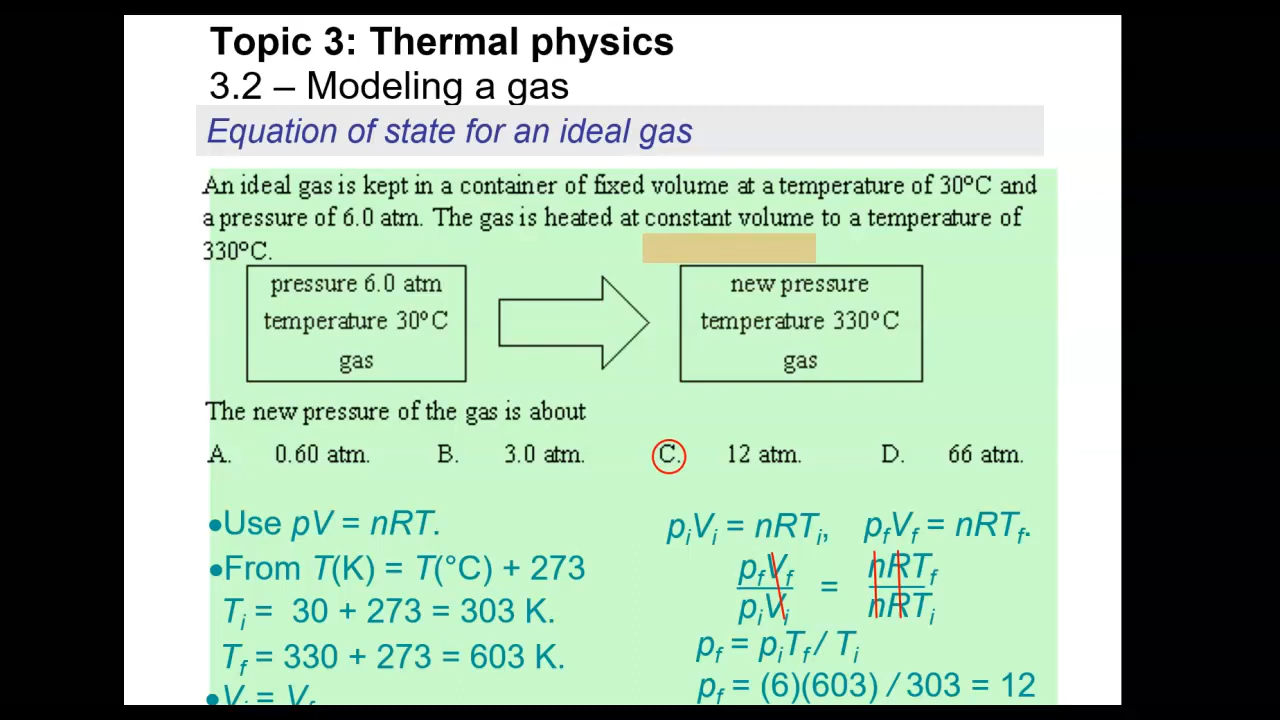 Topic 3: Thermal physics
3.2 – Modeling a gas
Equation of state for an ideal gas
An ideal gas is kept in a container of fixed volume at a temperature of 30°C and
a pressure of 6.0 atm. The gas is heated at constant volume to a temperature of
330°C.
pressure 6.0 atm
temperature 30°C
gas
new pressure
temperature 330°C
gas
The new pressure of the gas is about
A. 0.60 atm. B. 3.0 atm. C. 12 atm. D. 66 atm.
•Use pV = nRT.
•From T(K) = T(°C) + 273
Ti = 30 + 273 = 303 K.
Tf = 330 + 273 = 603 K.
•Vi = Vf
piVi = nRTi, pfVf = nRTf.
pfVf / piVi = nRTf / nRTi
pf = piTf / Ti
pf = (6)(603) / 303 = 12